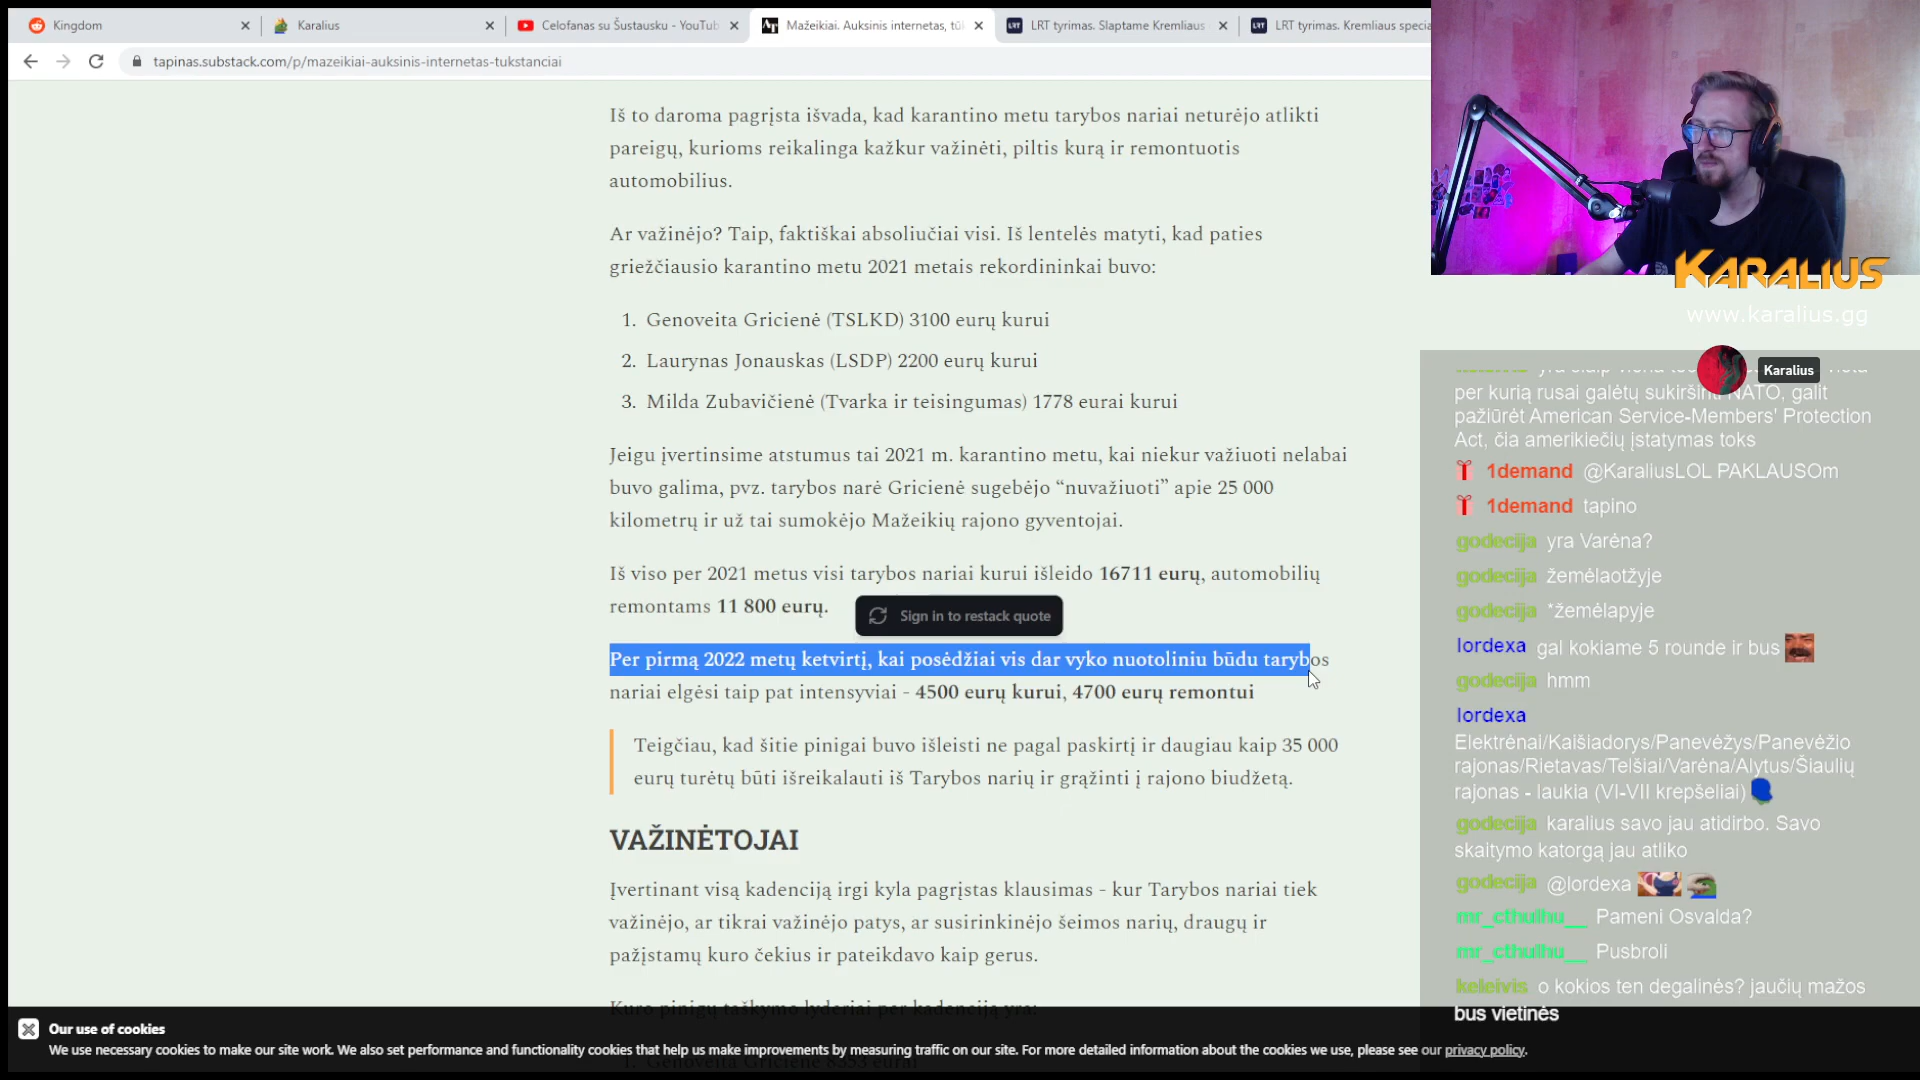 Kingdom
Karalius
Celofanas su Šustausku - YouTub
Mažeikiai. Auksinis internetas, tūk
LRT tyrimas. Slaptame Kremliaus
LRT tyrimas. Kremliaus specia
tapinas.substack.com/p/mazeikiai-auksinis-internetas-tukstanciai
Iš to daroma pagrįsta išvada, kad karantino metu tarybos nariai neturėjo atlikti
pareigų, kurioms reikalinga kažkur važinėti, piltis kurą ir remontuotis
automobilius.
Ar važinėjo? Taip, faktiškai absoliučiai visi. Iš lentelės matyti, kad paties
griežčiausio karantino metu 2021 metais rekordininkai buvo:
1. Genoveita Gricienė (TSLKD) 3100 eurų kurui
2. Laurynas Jonauskas (LSDP) 2200 eurų kurui
3. Milda Zubavičienė (Tvarka ir teisingumas) 1778 eurai kurui
Jeigu įvertinsime atstumus tai 2021 m. karantino metu, kai niekur važiuoti nelabai
buvo galima, pvz. tarybos narė Gricienė sugebėjo “nuvažiuoti” apie 25 000
kilometrų ir už tai sumokėjo Mažeikių rajono gyventojai.
Iš viso per 2021 metus visi tarybos nariai kurui išleido 16711 eurų, automobilių
remontams 11 800 eurų.
Sign in to restack quote
Per pirmą 2022 metų ketvirtį, kai posėdžiai vis dar vyko nuotoliniu būdu tarybos
nariai elgėsi taip pat intensyviai - 4500 eurų kurui, 4700 eurų remontui
Teigčiau, kad šitie pinigai buvo išleisti ne pagal paskirtį ir daugiau kaip 35 000
eurų turėtų būti išreikalauti iš Tarybos narių ir grąžinti į rajono biudžetą.
VAŽINĖTOJAI
Įvertinant visą kadenciją irgi kyla pagrįstas klausimas - kur Tarybos nariai tiek
važinėjo, ar tikrai važinėjo patys, ar susirinkinėjo šeimos narių, draugų ir
pažįstamų kuro čekius ir pateikdavo kaip gerus.
Kuro pinigų taškymo lyderiai per kadenciją yra:
Our use of cookies
We use necessary cookies to make our site work. We also set performance and functionality cookies that help us make improvements by measuring traffic on our site. For more detailed information about the cookies we use, please see our privacy policy.
KARALIUS
www.karalius.gg
Karalius
per kurią rusai galėtų sukiršinti NATO, galit
pažiūrėt American Service-Members' Protection
Act, čia amerikiečių įstatymas toks
1demand @KaraliusLOL PAKLAUSOm
1demand tapino
godecija yra Varėna?
godecija žemėlaotžyje
godecija *žemėlapyje
lordexa gal kokiame 5 rounde ir bus
godecija hmm
lordexa
Elektrėnai/Kaišiadorys/Panevėžys/Panevėžio
rajonas/Rietavas/Telšiai/Varėna/Alytus/Šiaulių
rajonas - laukia (VI-VII krepšeliai)
godecija karalius savo jau atidirbo. Savo
skaitymo katorgą jau atliko
godecija @lordexa
mr_cthulhu__ Pameni Osvalda?
mr_cthulhu__ Pusbroli
keleivis o kokios ten degalinės? jaučių mažos
bus vietinės